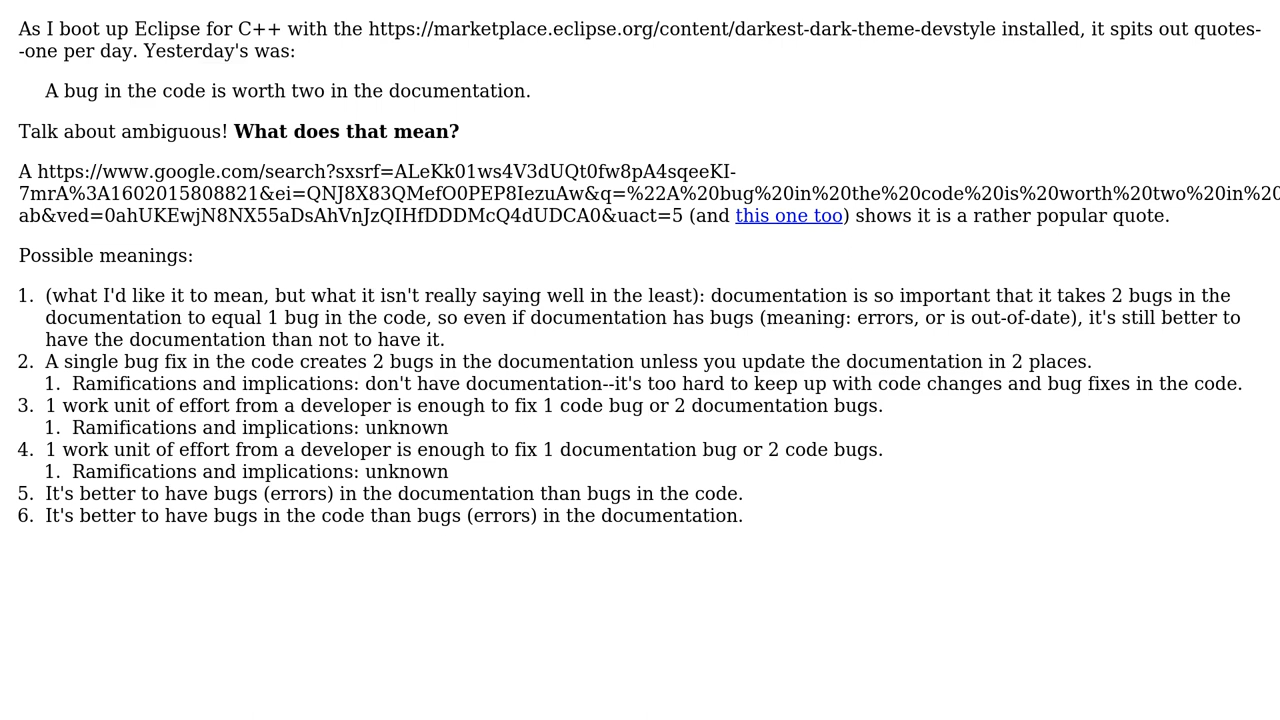 As I boot up Eclipse for C++ with the https://marketplace.eclipse.org/content/darkest-dark-theme-devstyle installed, it spits out quotes-
-one per day. Yesterday's was:
A bug in the code is worth two in the documentation.
Talk about ambiguous! What does that mean?
A https://www.google.com/search?sxsrf=ALeKk01ws4V3dUQt0fw8pA4sqeeKI-
7mrA%3A1602015808821&ei=QNJ8X83QMefO0PEP8IezuAw&q=%22A%20bug%20in%20the%20code%20is%20worth%20two%20in%20
ab&ved=0ahUKEwjN8NX55aDsAhVnJzQIHfDDDMcQ4dUDCA0&uact=5 (and this one too) shows it is a rather popular quote.
Possible meanings:
1. (what I'd like it to mean, but what it isn't really saying well in the least): documentation is so important that it takes 2 bugs in the
documentation to equal 1 bug in the code, so even if documentation has bugs (meaning: errors, or is out-of-date), it's still better to
have the documentation than not to have it.
2. A single bug fix in the code creates 2 bugs in the documentation unless you update the documentation in 2 places.
1. Ramifications and implications: don't have documentation--it's too hard to keep up with code changes and bug fixes in the code.
3. 1 work unit of effort from a developer is enough to fix 1 code bug or 2 documentation bugs.
1. Ramifications and implications: unknown
4. 1 work unit of effort from a developer is enough to fix 1 documentation bug or 2 code bugs.
1. Ramifications and implications: unknown
5. It's better to have bugs (errors) in the documentation than bugs in the code.
6. It's better to have bugs in the code than bugs (errors) in the documentation.